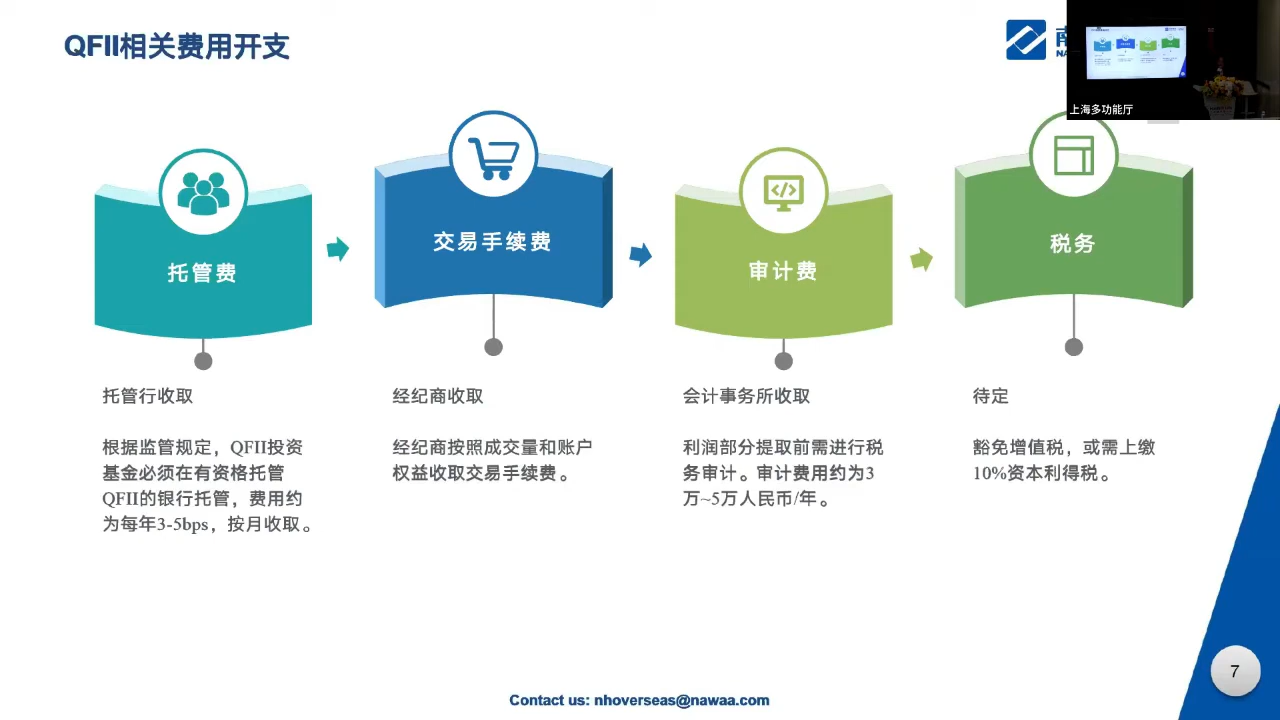 QFII相关费用开支
上海多功能厅
托管费
交易手续费
审计费
税务
托管行收取
根据监管规定，QFII投资
基金必须在有资格托管
QFII的银行托管，费用约
为每年3-5bps，按月收取。
经纪商收取
经纪商按照成交量和账户
权益收取交易手续费。
会计事务所收取
利润部分提取前需进行税
务审计。审计费用约为3
万~5万人民币/年。
待定
豁免增值税，或需上缴
10%资本利得税。
Contact us: nhoverseas@nawaa.com
7